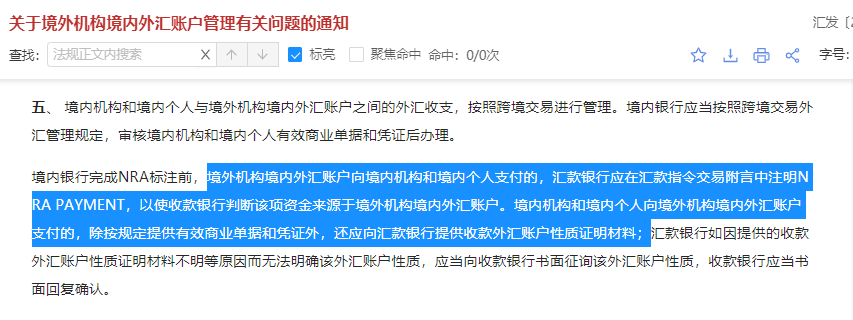 关于境外机构境内外汇账户管理有关问题的通知
汇发〔2
查找： 法规正文内搜索 X ↑ ↓ 标亮 聚焦命中 命中：0/0次 字号：
五、 境内机构和境内个人与境外机构境内外汇账户之间的外汇收支，按照跨境交易进行管理。境内银行应当按照跨境交易外
汇管理规定，审核境内机构和境内个人有效商业单据和凭证后办理。
境内银行完成NRA标注前，境外机构境内外汇账户向境内机构和境内个人支付的，汇款银行应在汇款指令交易附言中注明N
RA PAYMENT，以使收款银行判断该项资金来源于境外机构境内外汇账户。境内机构和境内个人向境外机构境内外汇账户
支付的，除按规定提供有效商业单据和凭证外，还应向汇款银行提供收款外汇账户性质证明材料；汇款银行如因提供的收款
外汇账户性质证明材料不明等原因而无法明确该外汇账户性质，应当向收款银行书面征询该外汇账户性质，收款银行应当书
面回复确认。